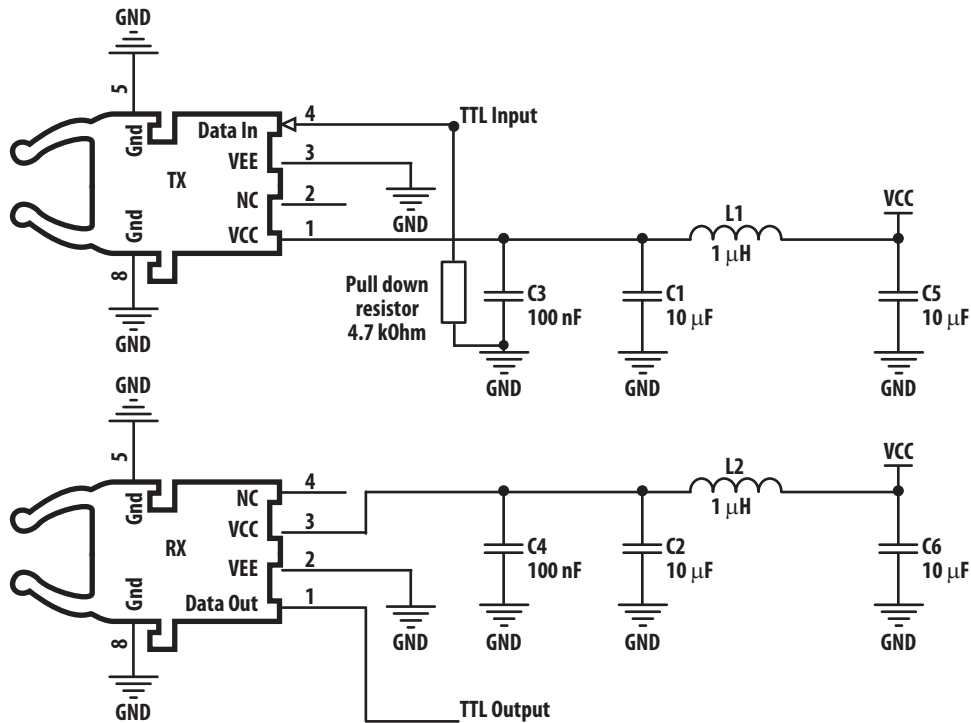 GND
5
Gnd
Data In
4
TTL Input
VEE
3
TX
NC
2
GND
VCC
1
Gnd
8
GND
L1
1 μH
VCC
Pull down
resistor
4.7 kOhm
C3
100 nF
C1
10 μF
C5
10 μF
GND
GND
GND
GND
5
Gnd
NC
4
VCC
3
RX
VEE
2
Data Out
1
Gnd
8
GND
GND
L2
1 μH
VCC
C4
100 nF
C2
10 μF
C6
10 μF
GND
GND
GND
TTL Output